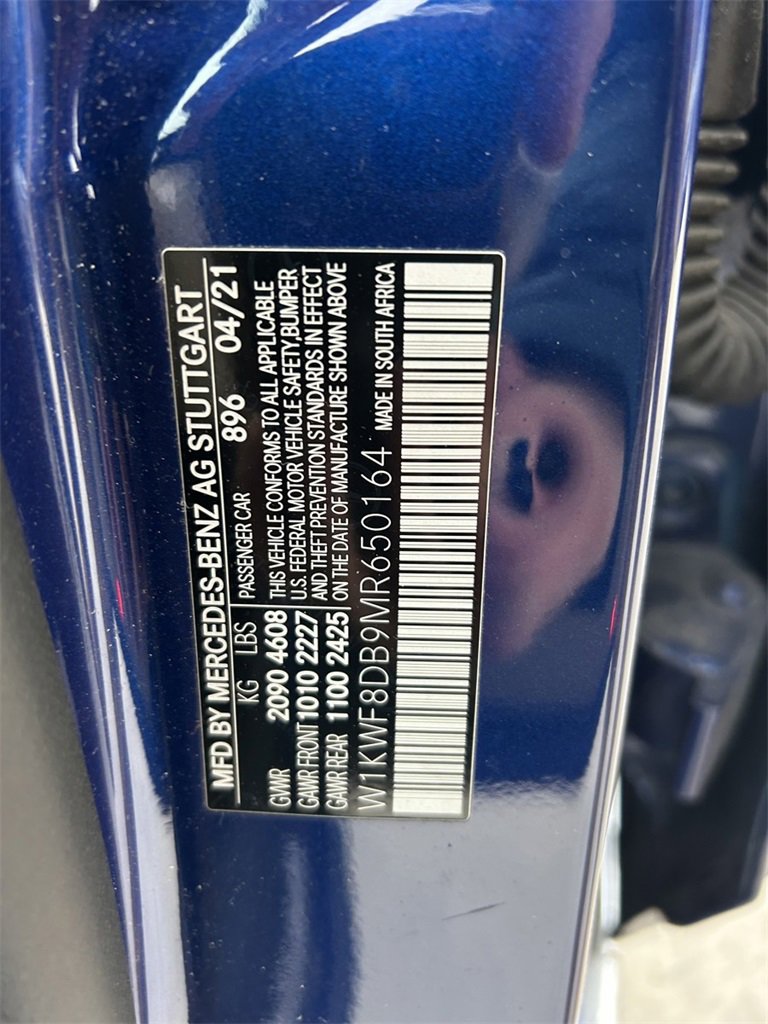 MFD BY MERCEDES-BENZ AG STUTTGART
KG LBS 896 04/21
GVWR 2090 4608
GAWR FRONT 1010 2227
GAWR REAR 1100 2425
PASSENGER CAR
THIS VEHICLE CONFORMS TO ALL APPLICABLE
U.S. FEDERAL MOTOR VEHICLE SAFETY,BUMPER
AND THEFT PREVENTION STANDARDS IN EFFECT
ON THE DATE OF MANUFACTURE SHOWN ABOVE
W1KWF8DB9MR650164 MADE IN SOUTH AFRICA